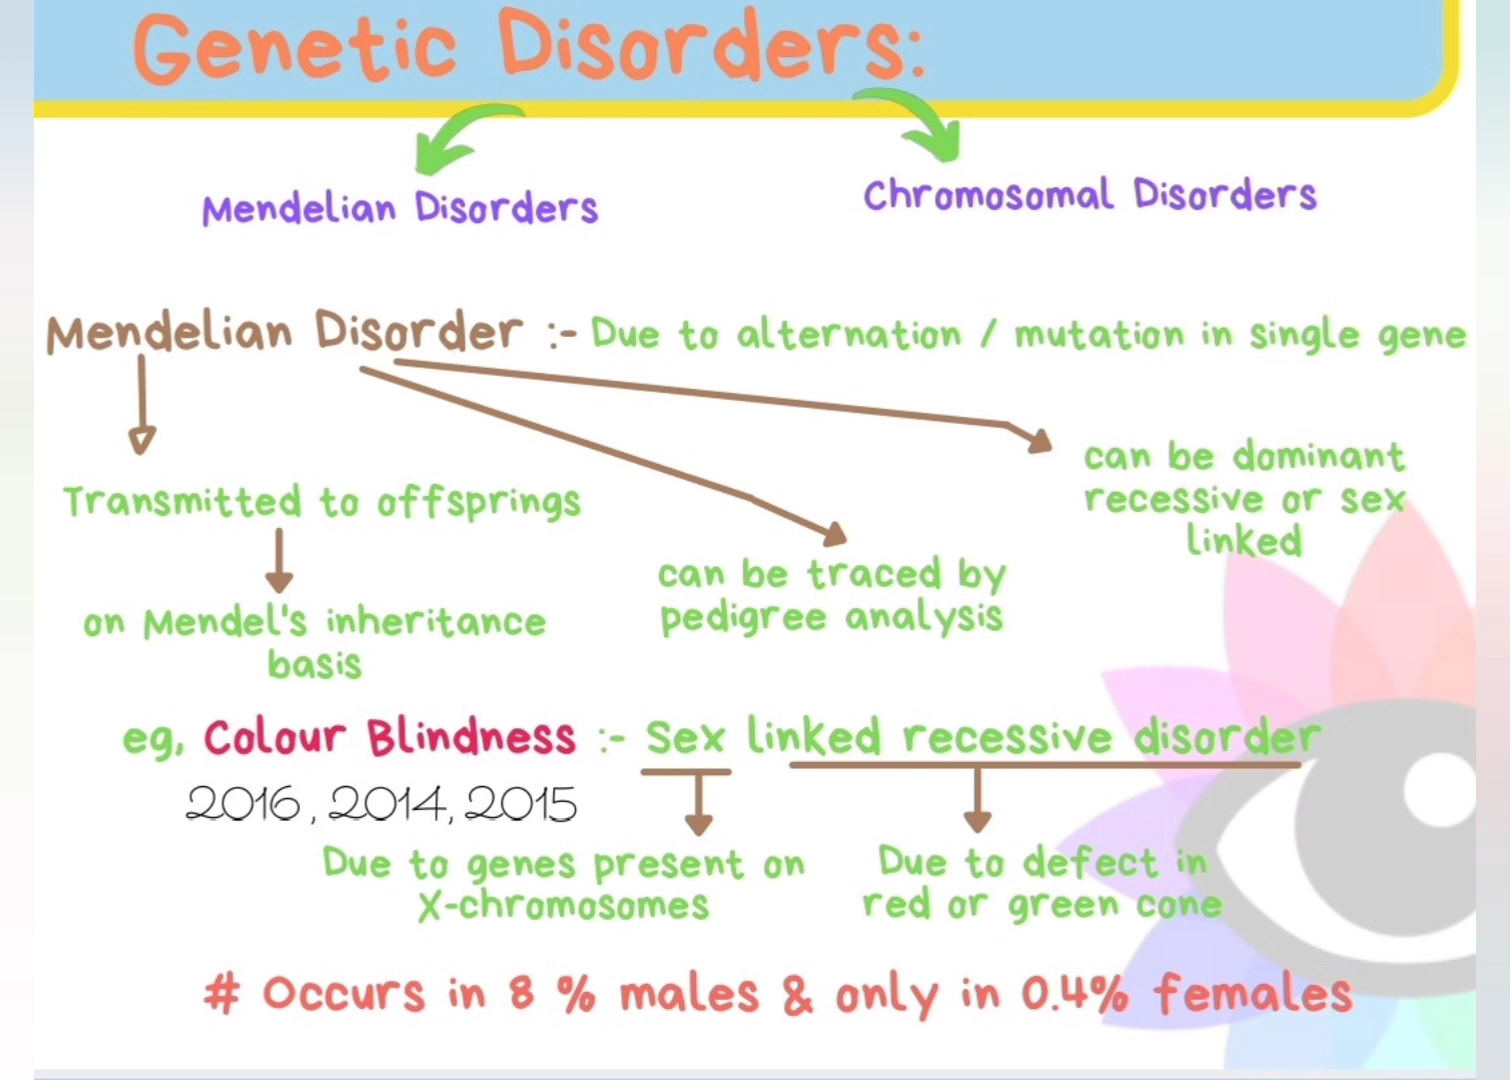 Genetic Disorders:
Mendelian Disorders
Chromosomal Disorders
Mendelian Disorder :- Due to alternation / mutation in single gene
Transmitted to offsprings
on Mendel's inheritance
basis
can be traced by
pedigree analysis
can be dominant
recessive or sex
linked
eg, Colour Blindness :- Sex linked recessive disorder
2016, 2014, 2015
Due to genes present on
X-chromosomes
Due to defect in
red or green cone
# Occurs in 8 % males & only in 0.4% females